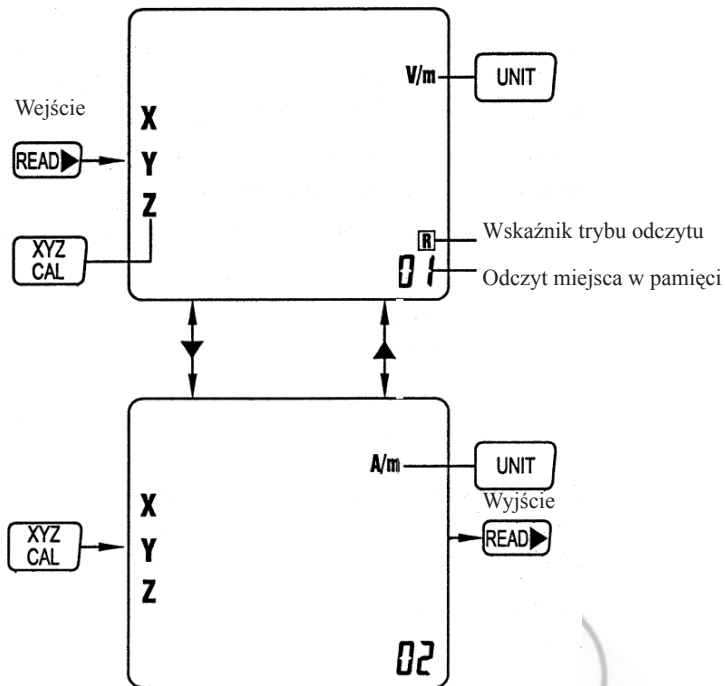 V/m
UNIT
Wejście
X
READ
Y
Z
XYZ
CAL
R
Wskaźnik trybu odczytu
01
Odczyt miejsca w pamięci
A/m
UNIT
Wyjście
X
XYZ
CAL
Y
READ
Z
02